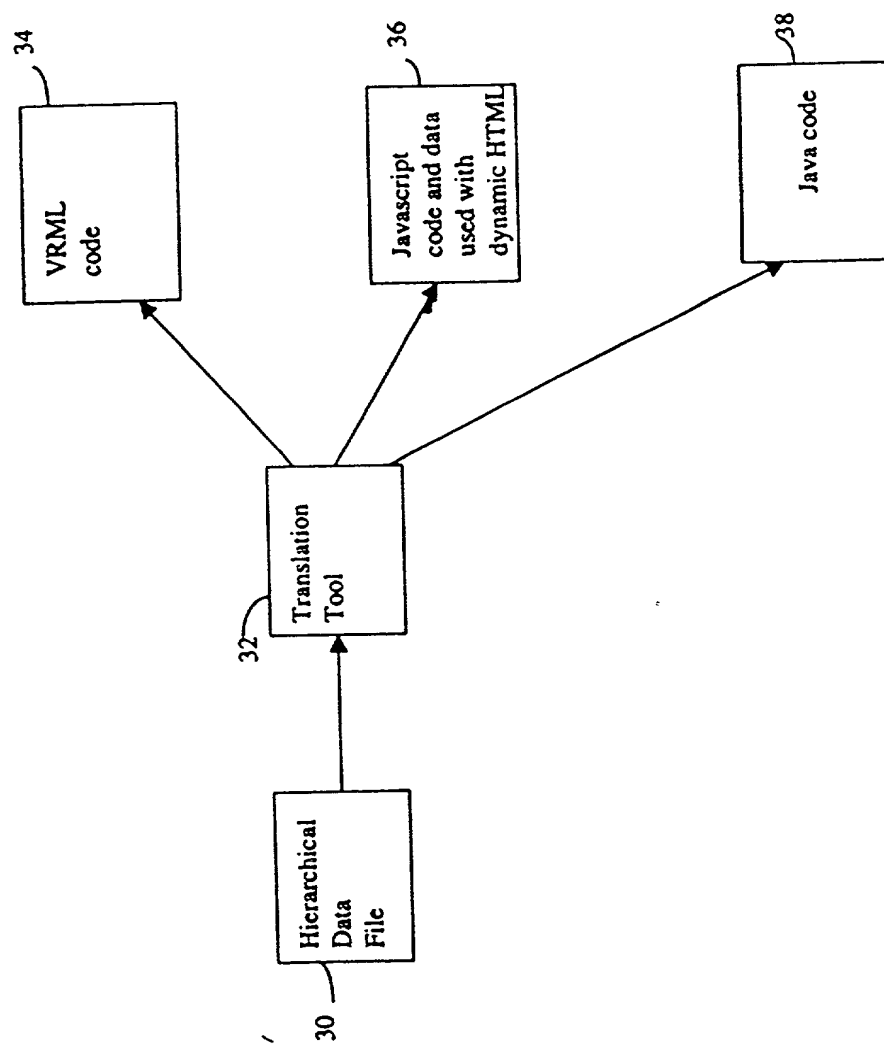 30
Hierarchical
Data
File
32
Translation
Tool
34
VRML
code
36
Javascript
code and data
used with
dynamic HTML
38
Java code